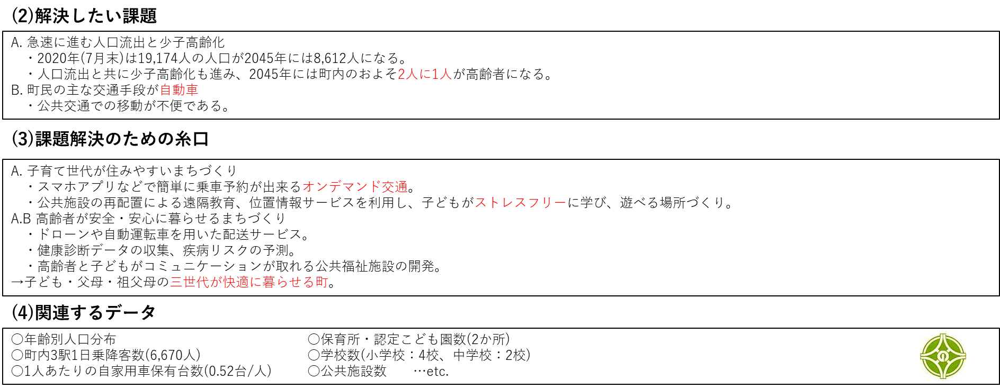 (2)解決したい課題
A. 急速に進む人口流出と少子高齢化
・2020年(7月末)は19,174人の人口が2045年には8,612人になる。
・人口流出と共に少子高齢化も進み、2045年には町内のおよそ2人に1人が高齢者になる。
B. 町民の主な交通手段が自動車
・公共交通での移動が不便である。
(3)課題解決のための糸口
A. 子育て世代が住みやすいまちづくり
・スマホアプリなどで簡単に乗車予約が出来るオンデマンド交通。
・公共施設の再配置による遠隔教育、位置情報サービスを利用し、子どもがストレスフリーに学び、遊べる場所づくり。
A.B 高齢者が安全・安心に暮らせるまちづくり
・ドローンや自動運転車を用いた配送サービス。
・健康診断データの収集、疾病リスクの予測。
・高齢者と子どもがコミュニケーションが取れる公共福祉施設の開発。
→子ども・父母・祖父母の三世代が快適に暮らせる町。
(4)関連するデータ
○年齢別人口分布
○町内3駅1日乗降客数(6,670人)
○1人あたりの自家用車保有台数(0.52台/人)
○保育所・認定こども園数(2か所)
○学校数(小学校：4校、中学校：2校)
○公共施設数　　…etc.